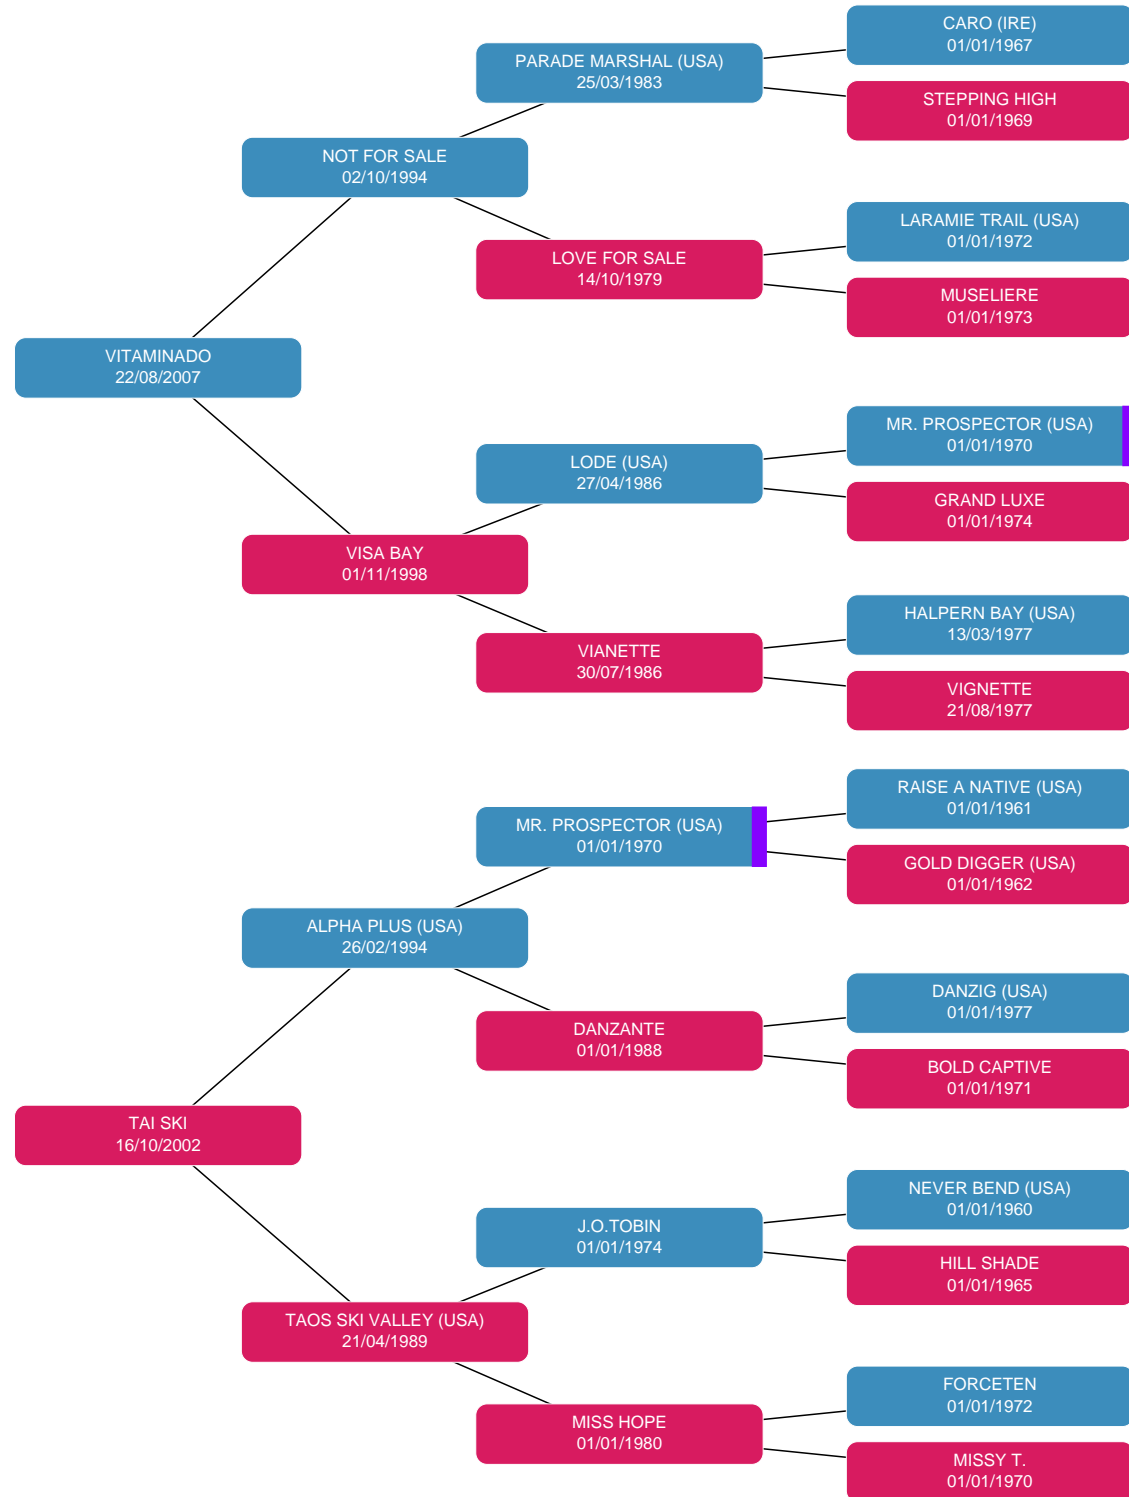 CARO (IRE)
01/01/1967
PARADE MARSHAL (USA)
25/03/1983
STEPPING HIGH
01/01/1969
NOT FOR SALE
02/10/1994
LARAMIE TRAIL (USA)
01/01/1972
LOVE FOR SALE
14/10/1979
MUSELIERE
01/01/1973
VITAMINADO
22/08/2007
MR. PROSPECTOR (USA)
01/01/1970
LODE (USA)
27/04/1986
GRAND LUXE
01/01/1974
VISA BAY
01/11/1998
HALPERN BAY (USA)
13/03/1977
VIANETTE
30/07/1986
VIGNETTE
21/08/1977
RAISE A NATIVE (USA)
01/01/1961
MR. PROSPECTOR (USA)
01/01/1970
GOLD DIGGER (USA)
01/01/1962
ALPHA PLUS (USA)
26/02/1994
DANZIG (USA)
01/01/1977
DANZANTE
01/01/1988
BOLD CAPTIVE
01/01/1971
TAI SKI
16/10/2002
NEVER BEND (USA)
01/01/1960
J.O.TOBIN
01/01/1974
HILL SHADE
01/01/1965
TAOS SKI VALLEY (USA)
21/04/1989
FORCETEN
01/01/1972
MISS HOPE
01/01/1980
MISSY T.
01/01/1970